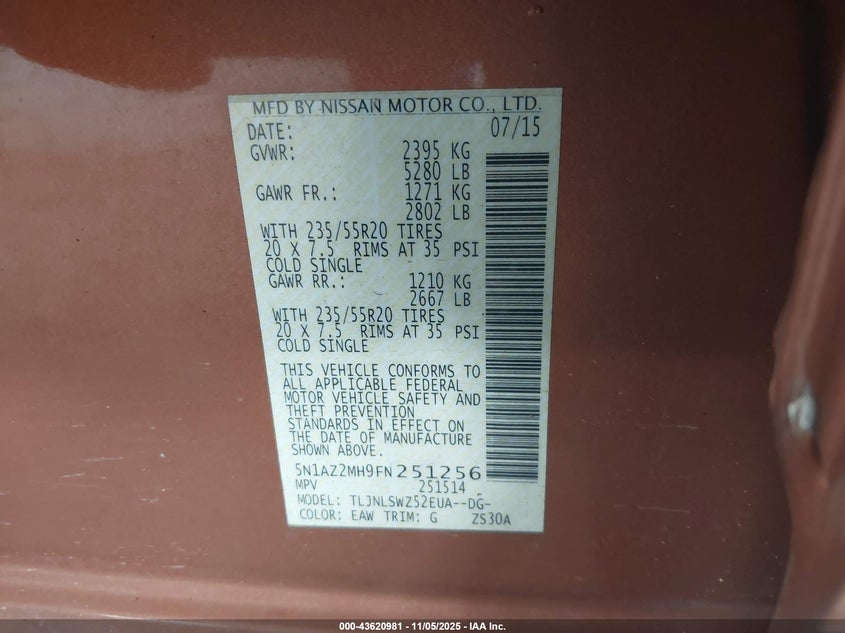 MFD BY NISSAN MOTOR CO., LTD.
DATE: 07/15
GVWR: 2395 KG
5280 LB
GAWR FR.: 1271 KG
2802 LB
WITH 235/55R20 TIRES
20 X 7.5 RIMS AT 35 PSI
COLD SINGLE
GAWR RR.: 1210 KG
2667 LB
WITH 235/55R20 TIRES
20 X 7.5 RIMS AT 35 PSI
COLD SINGLE
THIS VEHICLE CONFORMS TO
ALL APPLICABLE FEDERAL
MOTOR VEHICLE SAFETY AND
THEFT PREVENTION
STANDARDS IN EFFECT ON
THE DATE OF MANUFACTURE
SHOWN ABOVE.
5N1AZ2MH9FN251256
MPV 251514
MODEL: TLJNLSWZ52EUA--DG-
COLOR: EAW TRIM: G ZS30A
000-43620981 - 11/05/2025 - IAA Inc.